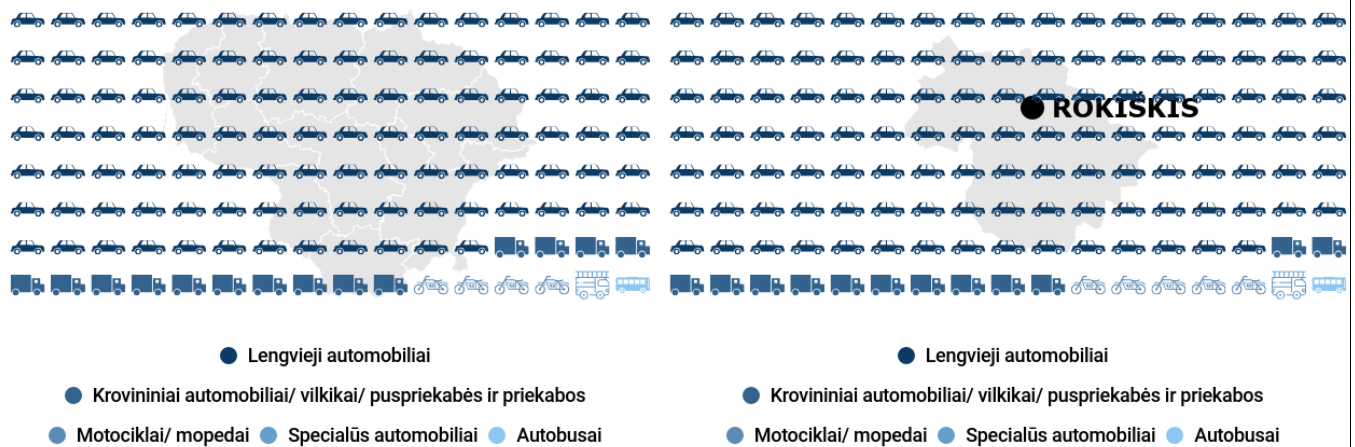 ROKIŠKIS
Lengvieji automobiliai
Krovininiai automobiliai/ vilkikai/ puspriekabės ir priekabos
Motociklai/ mopedai Specialūs automobiliai Autobusai
Lengvieji automobiliai
Krovininiai automobiliai/ vilkikai/ puspriekabės ir priekabos
Motociklai/ mopedai Specialūs automobiliai Autobusai